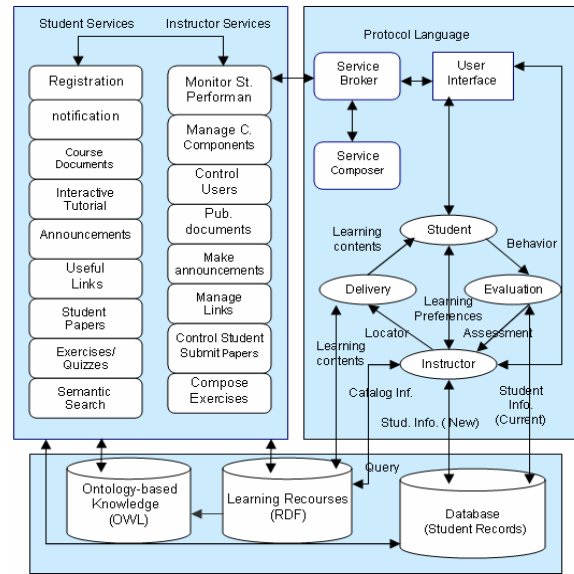 Student Services
Instructor Services
Protocol Language
Registration
notification
Course
Documents
Interactive
Tutorial
Announcements
Useful
Links
Student
Papers
Exercises/
Quizzes
Semantic
Search
Monitor St.
Performan
Manage C.
Components
Control
Users
Pub.
documents
Make
announcements
Manage
Links
Control Student
Submit Papers
Compose
Exercises
Service
Broker
User
Interface
Service
Composer
Learning
contents
Student
Behavior
Delivery
Evaluation
Learning
Preferences
Locator
Assessment
Learning
contents
Instructor
Catalog Inf.
Stud. Info. (New)
Student
Info.
(Current)
Query
Ontology-based
Knowledge
(OWL)
Learning Recourses
(RDF)
Database
(Student Records)